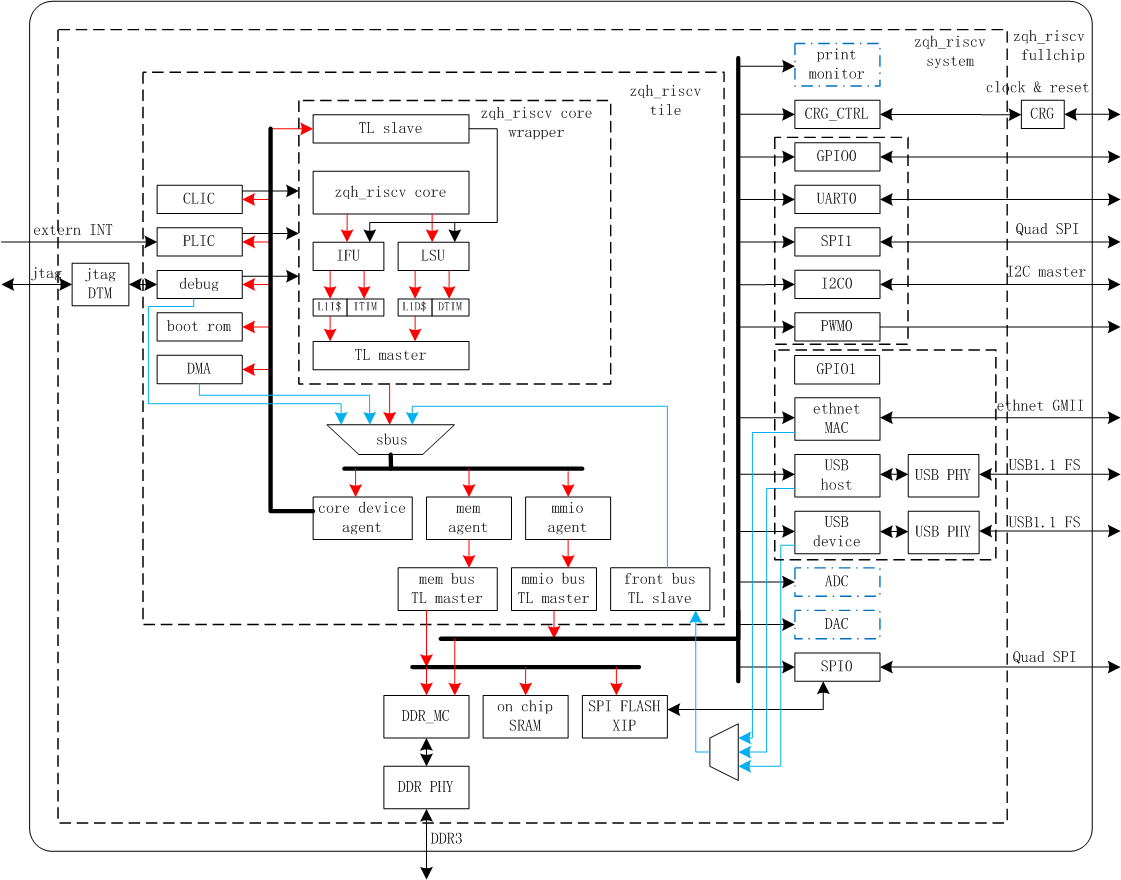 zqh_riscv
fullchip
zqh_riscv
system
zqh_riscv
tile
zqh_riscv core
wrapper
TL slave
zqh_riscv core
IFU
LSU
L1I$
ITIM
L1D$
DTIM
TL master
CLIC
extern INT
PLIC
jtag
jtag
DTM
debug
boot rom
DMA
sbus
core device
agent
mem
agent
mmio
agent
mem bus
TL master
mmio bus
TL master
front bus
TL slave
DDR_MC
on chip
SRAM
SPI FLASH
XIP
DDR PHY
DDR3
print
monitor
clock & reset
CRG_CTRL
CRG
GPIO0
UART0
SPI1
Quad SPI
I2C0
I2C master
PWM0
GPIO1
ethnet
MAC
ethnet GMII
USB
host
USB PHY
USB1.1 FS
USB
device
USB PHY
USB1.1 FS
ADC
DAC
SPI0
Quad SPI